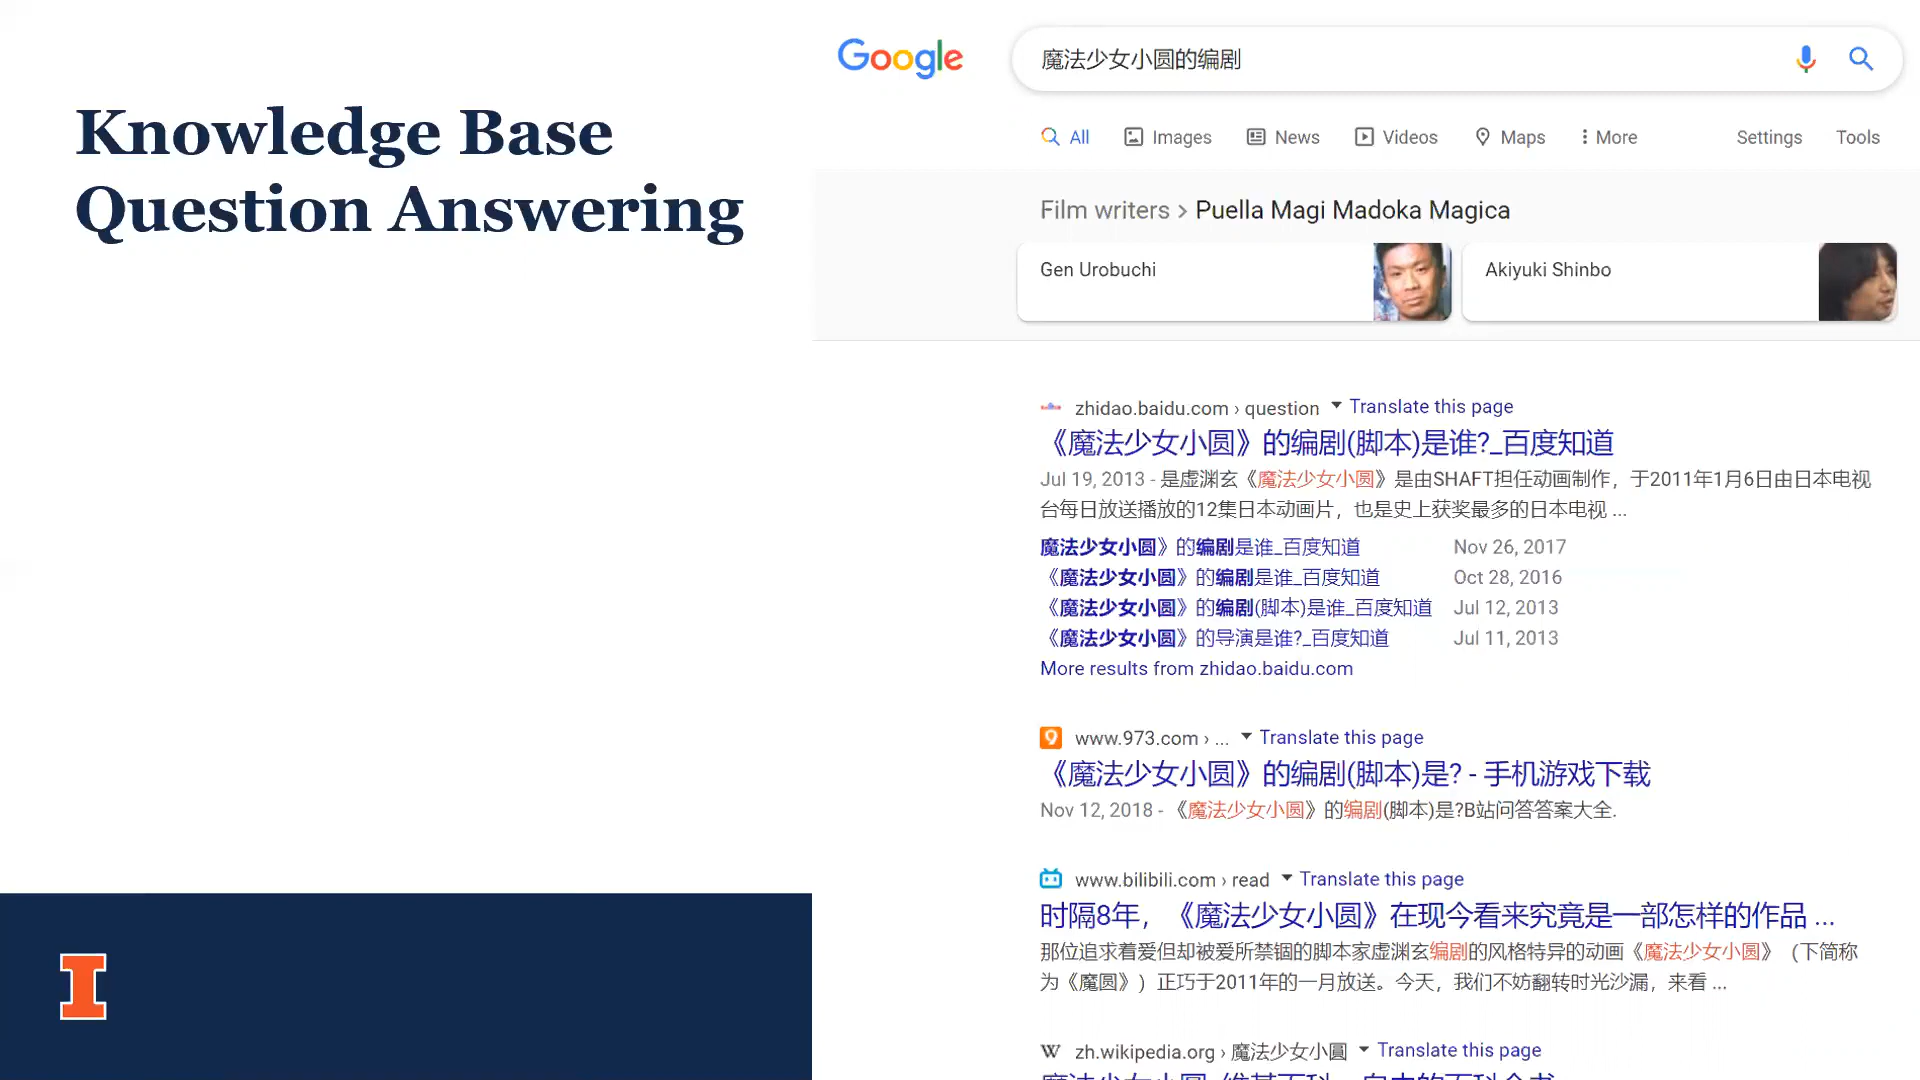 Knowledge Base
Question Answering
Google
魔法少女小圆的编剧
All Images News Videos Maps More Settings Tools
Film writers › Puella Magi Madoka Magica
Gen Urobuchi
Akiyuki Shinbo
zhidao.baidu.com › question Translate this page
《魔法少女小圆》的编剧(脚本)是谁?_百度知道
Jul 19, 2013 - 是虚渊玄《魔法少女小圆》是由SHAFT担任动画制作，于2011年1月6日由日本电视
台每日放送播放的12集日本动画片，也是史上获奖最多的日本电视 ...
魔法少女小圆》的编剧是谁_百度知道 Nov 26, 2017
《魔法少女小圆》的编剧是谁_百度知道 Oct 28, 2016
《魔法少女小圆》的编剧(脚本)是谁_百度知道 Jul 12, 2013
《魔法少女小圆》的导演是谁?_百度知道 Jul 11, 2013
More results from zhidao.baidu.com
www.973.com › ... Translate this page
《魔法少女小圆》的编剧(脚本)是? - 手机游戏下载
Nov 12, 2018 - 《魔法少女小圆》的编剧(脚本)是?B站问答答案大全.
www.bilibili.com › read Translate this page
时隔8年，《魔法少女小圆》在现今看来究竟是一部怎样的作品 ...
那位追求着爱但却被爱所禁锢的脚本家虚渊玄编剧的风格特异的动画《魔法少女小圆》（下简称
为《魔圆》）正巧于2011年的一月放送。今天，我们不妨翻转时光沙漏，来看 ...
I
W zh.wikipedia.org › 魔法少女小圓 Translate this page